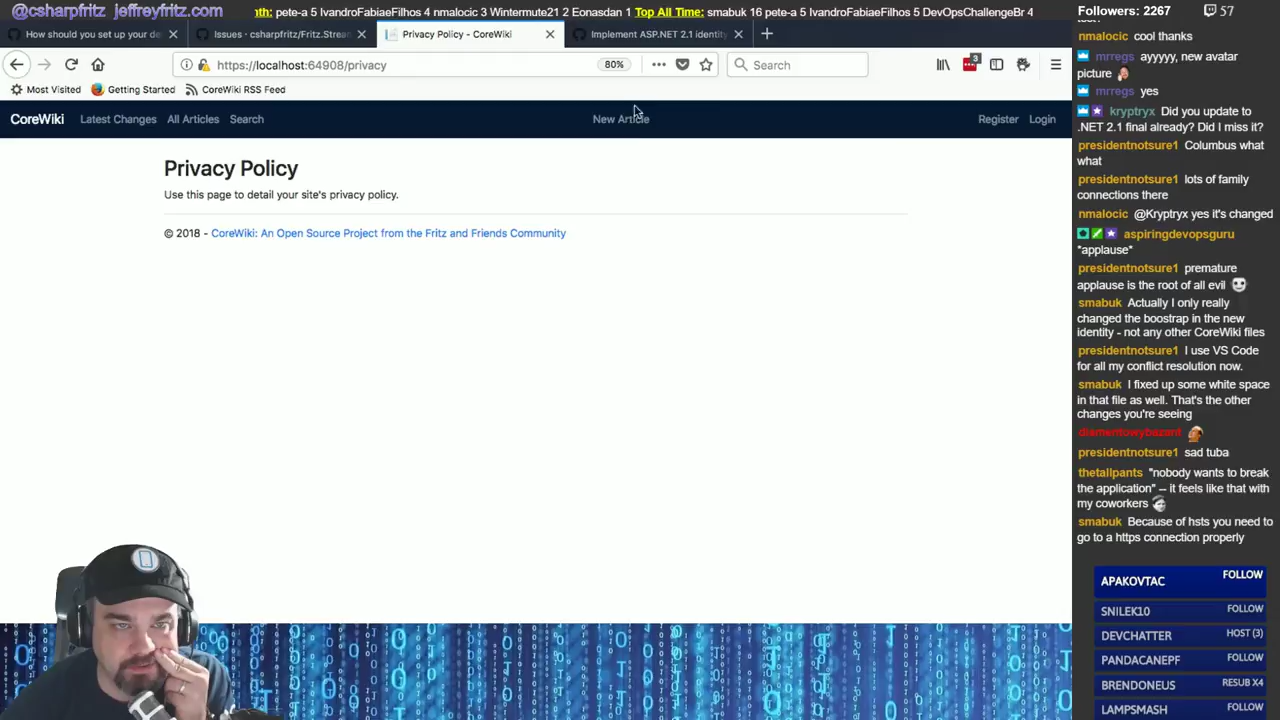 @csharpfritz jeffreyfritz.com
nth: pete-a 5 IvandroFabiaeFilhos 4 nmalocic 3 Wintermute21 2 Eonasdan 1 Top All Time: smabuk 16 pete-a 5 IvandroFabiaeFilhos 5 DevOpsChallengeBr 4
Followers: 2267 57
How should you set up your de
Issues - csharpfritz/Fritz.Stream
Privacy Policy - CoreWiki
Implement ASP.NET 2.1 identity
https://localhost:64908/privacy
80%
Search
3
Most Visited
Getting Started
CoreWiki RSS Feed
CoreWiki
Latest Changes
All Articles
Search
New Article
Register
Login
Privacy Policy
Use this page to detail your site's privacy policy.
© 2018 - CoreWiki: An Open Source Project from the Fritz and Friends Community
nmalocic cool thanks
mrregs ayyyyy, new avatar
picture
mrregs yes
kryptryx Did you update to
.NET 2.1 final already? Did I miss it?
presidentnotsure1 Columbus what
what
presidentnotsure1 lots of family
connections there
nmalocic @Kryptryx yes it's changed
aspiringdevopsguru
*applause*
presidentnotsure1 premature
applause is the root of all evil
smabuk Actually I only really
changed the boostrap in the new
identity - not any other CoreWiki files
presidentnotsure1 I use VS Code
for all my conflict resolution now.
smabuk I fixed up some white space
in that file as well. That's the other
changes you're seeing
diamentowybazant
presidentnotsure1 sad tuba
thetallpants "nobody wants to break
the application" -- it feels like that with
my coworkers
smabuk Because of hsts you need to
go to a https connection properly
APAKOVTAC FOLLOW
SNILEK10 FOLLOW
DEVCHATTER HOST (3)
PANDACANEPF FOLLOW
BRENDONEUS RESUB X4
LAMPSMASH FOLLOW